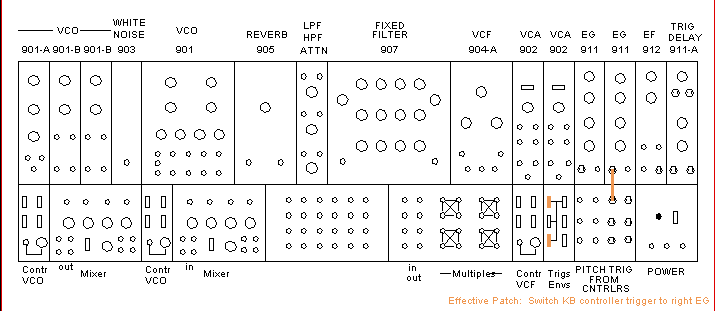 VCO
901-A 901-B 901-B
WHITE
NOISE
903
VCO
901
REVERB
905
LPF
HPF
ATTN
FIXED
FILTER
907
VCF
904-A
VCA
902
VCA
902
EG
911
EG
911
EF
912
TRIG
DELAY
911-A
Contr
VCO
out
Mixer
Contr
VCO
in
Mixer
in
out
Multiples
Contr
VCF
Trigs
Envs
PITCH TRIG
FROM
CNTRLRS
POWER
Effective Patch: Switch KB controller trigger to right EG